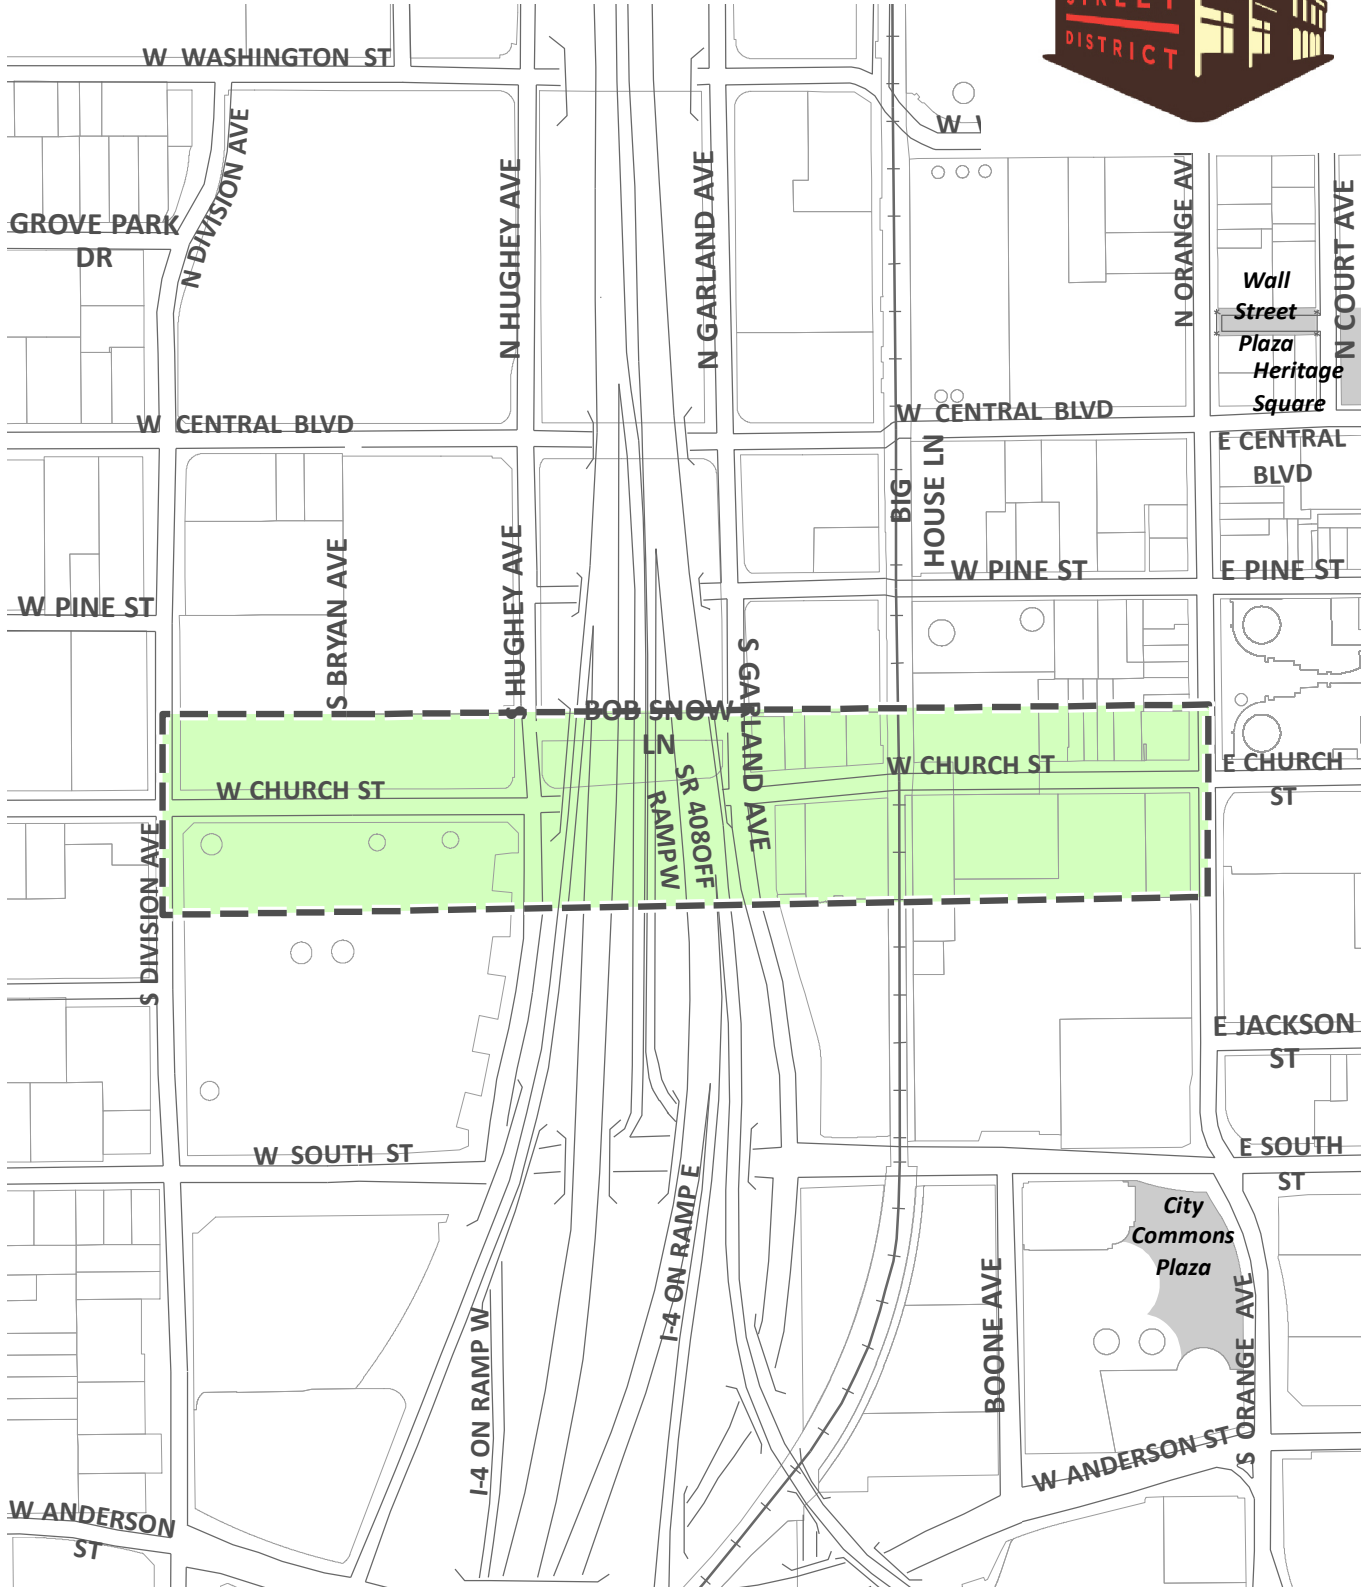 STREET
DISTRICT
W WASHINGTON ST
N DIVISION AVE
GROVE PARK
DR
N HUGHEY AVE
N GARLAND AVE
W
N ORANGE AV
N COURT AVE
Wall
Street
Plaza
Heritage
Square
W CENTRAL BLVD
W CENTRAL BLVD
E CENTRAL
BLVD
BIG
HOUSE LN
S BRYAN AVE
S HUGHEY AVE
W PINE ST
W PINE ST
E PINE ST
S GARLAND AVE
BOB SNOW
LN
W CHURCH ST
W CHURCH ST
E CHURCH
ST
SR 408OFF
RAMPW
S DIVISION AVE
E JACKSON
ST
W SOUTH ST
E SOUTH
ST
I-4 ON RAMP E
I-4 ON RAMP W
City
Commons
Plaza
BOONE AVE
S ORANGE AVE
W ANDERSON ST
W ANDERSON
ST